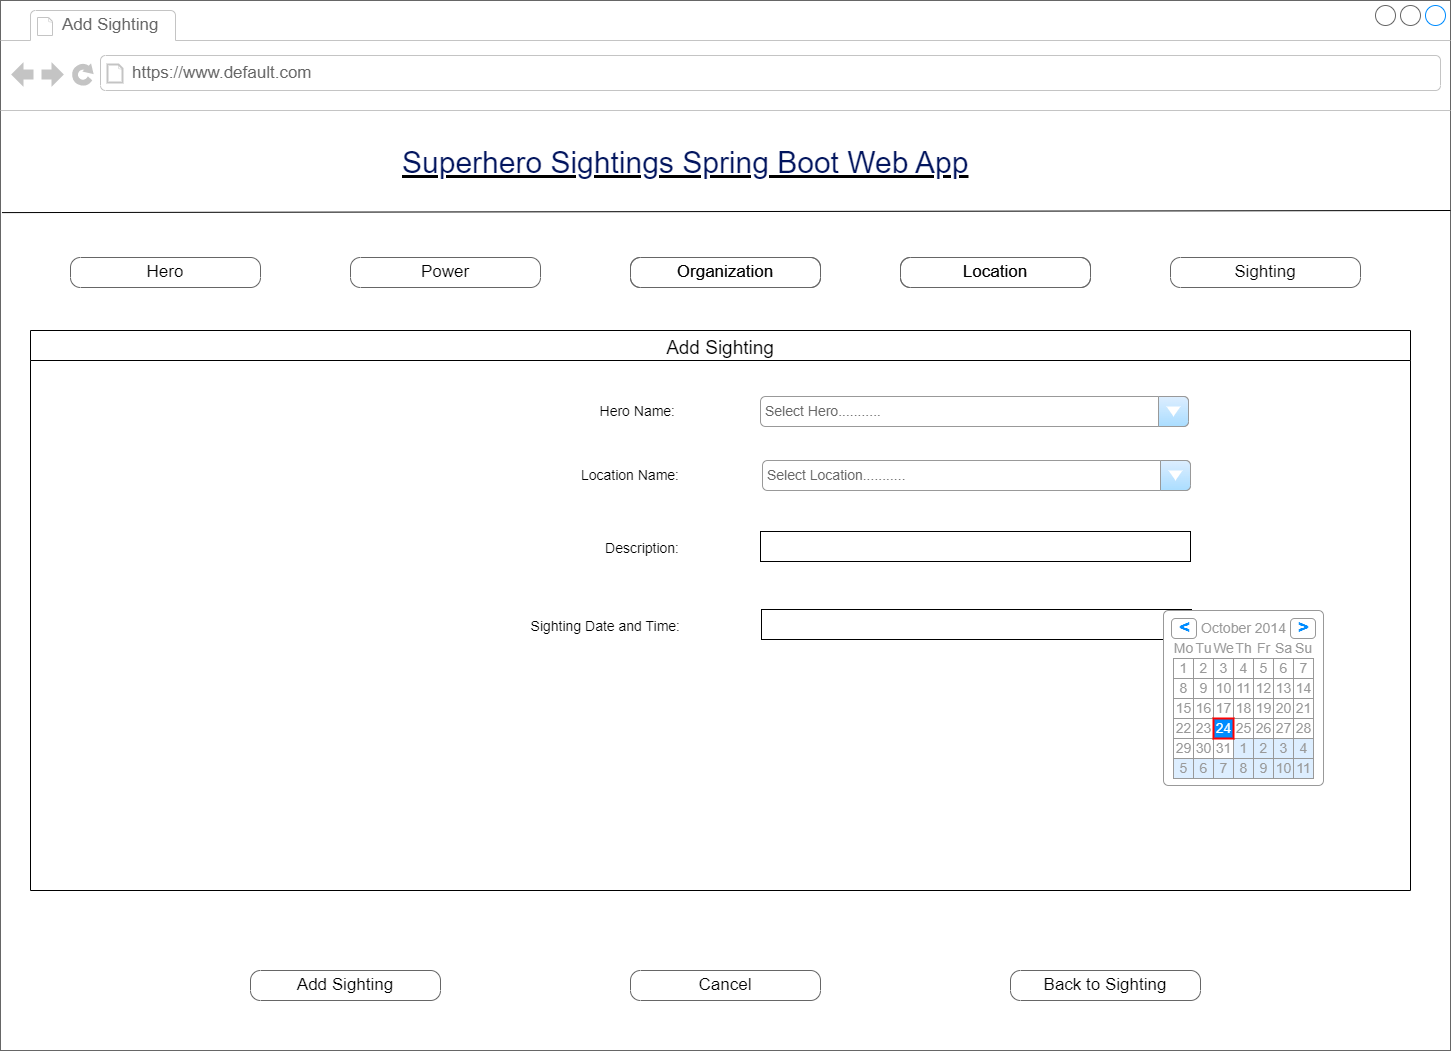 Add Sighting
https://www.default.com
Superhero Sightings Spring Boot Web App
Hero Power Organization Location Sighting
Add Sighting
Hero Name: Select Hero...........
Location Name: Select Location...........
Description:
Sighting Date and Time:
< October 2014 >
Mo Tu We Th Fr Sa Su
1 2 3 4 5 6 7
8 9 10 11 12 13 14
15 16 17 18 19 20 21
22 23 24 25 26 27 28
29 30 31 1 2 3 4
5 6 7 8 9 10 11
Add Sighting Cancel Back to Sighting